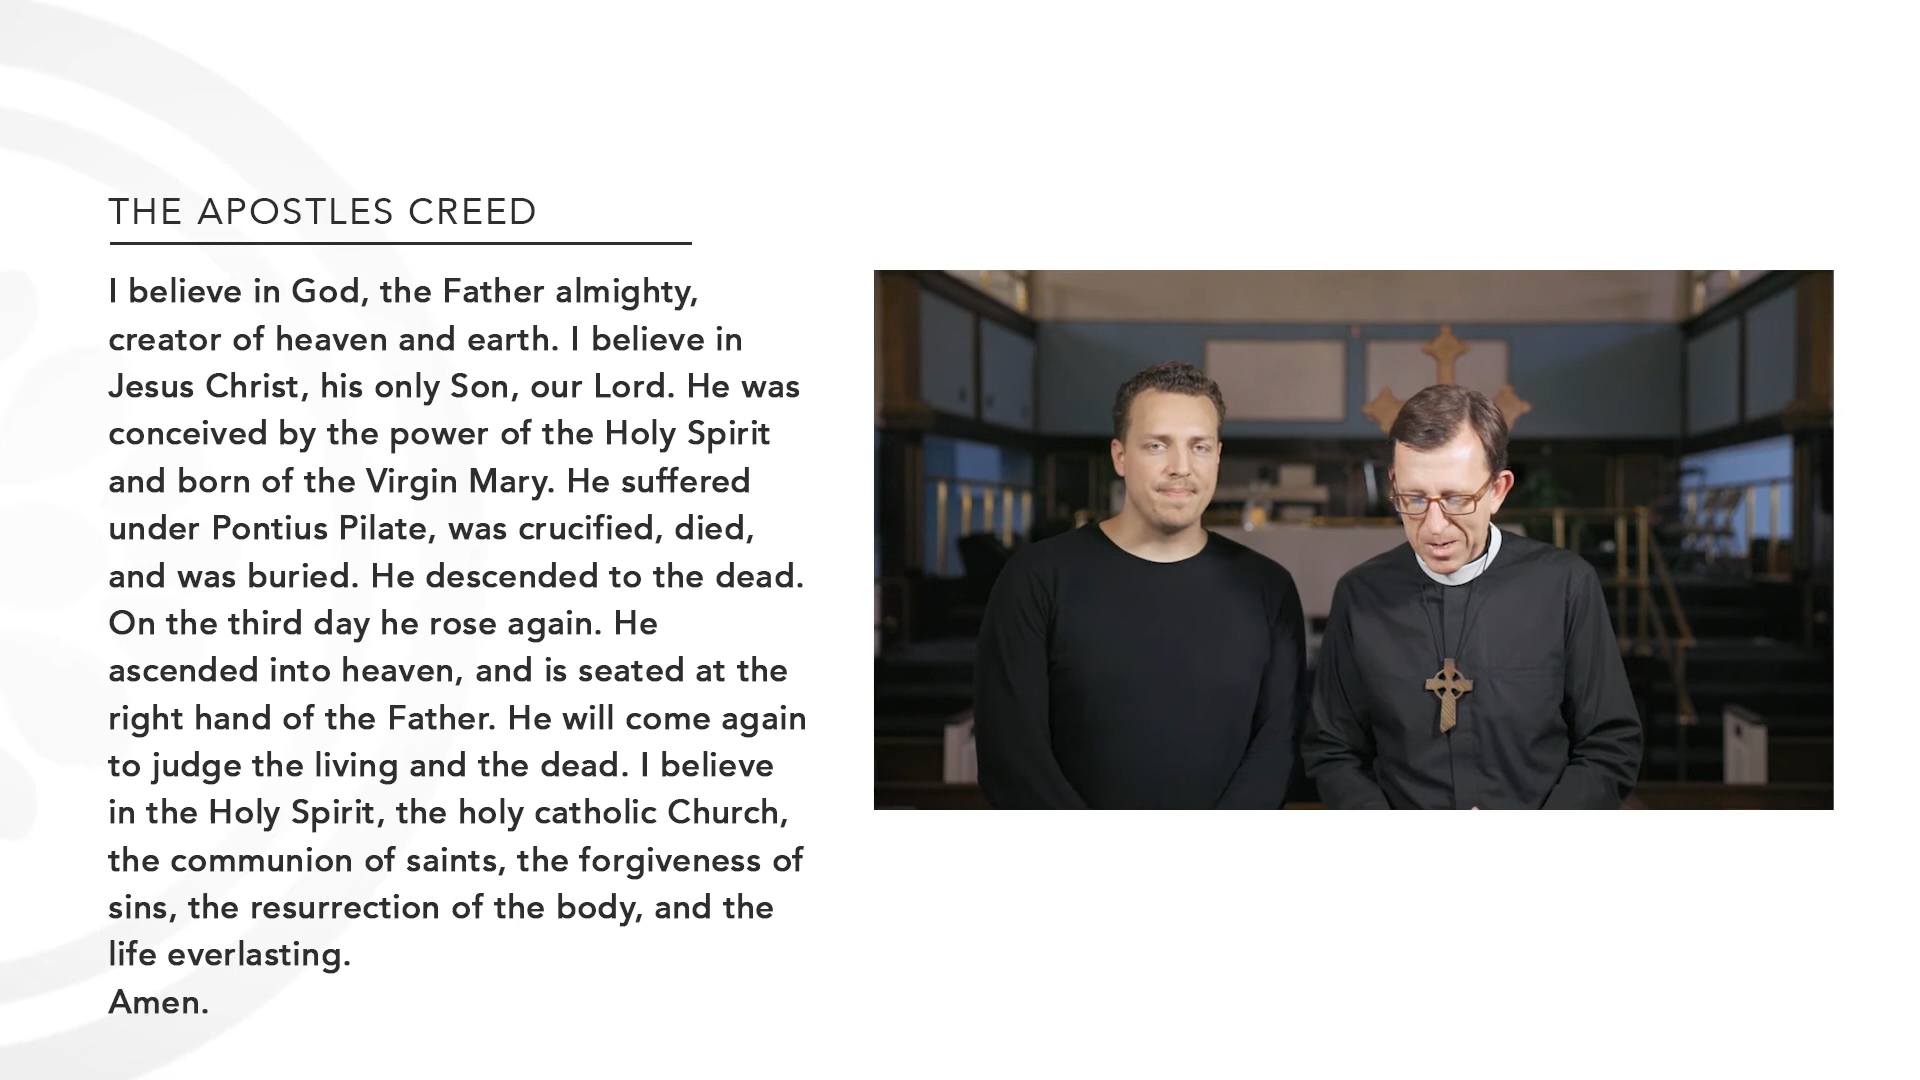 THE APOSTLES CREED
I believe in God, the Father almighty,
creator of heaven and earth. I believe in
Jesus Christ, his only Son, our Lord. He was
conceived by the power of the Holy Spirit
and born of the Virgin Mary. He suffered
under Pontius Pilate, was crucified, died,
and was buried. He descended to the dead.
On the third day he rose again. He
ascended into heaven, and is seated at the
right hand of the Father. He will come again
to judge the living and the dead. I believe
in the Holy Spirit, the holy catholic Church,
the communion of saints, the forgiveness of
sins, the resurrection of the body, and the
life everlasting.
Amen.